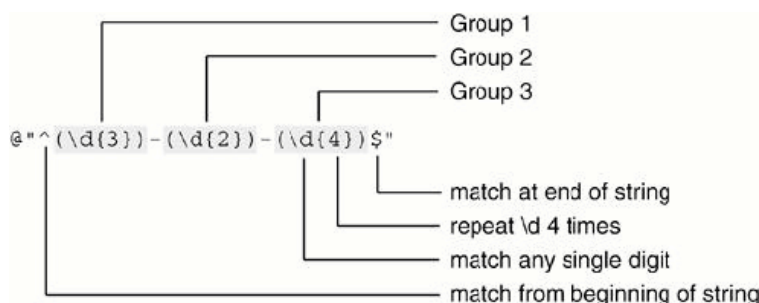 Group 1
Group 2
Group 3
@"^(\d{3})-(\d{2})-(\d{4})$"
match at end of string
repeat \d 4 times
match any single digit
match from beginning of string